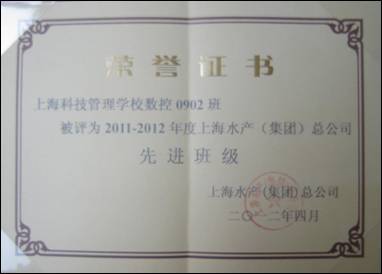 荣誉证书
上海科技管理学校数控0902班
被评为2011-2012年度上海水产(集团)总公司
先进班级
上海水产(集团)总公司
二〇一二年四月